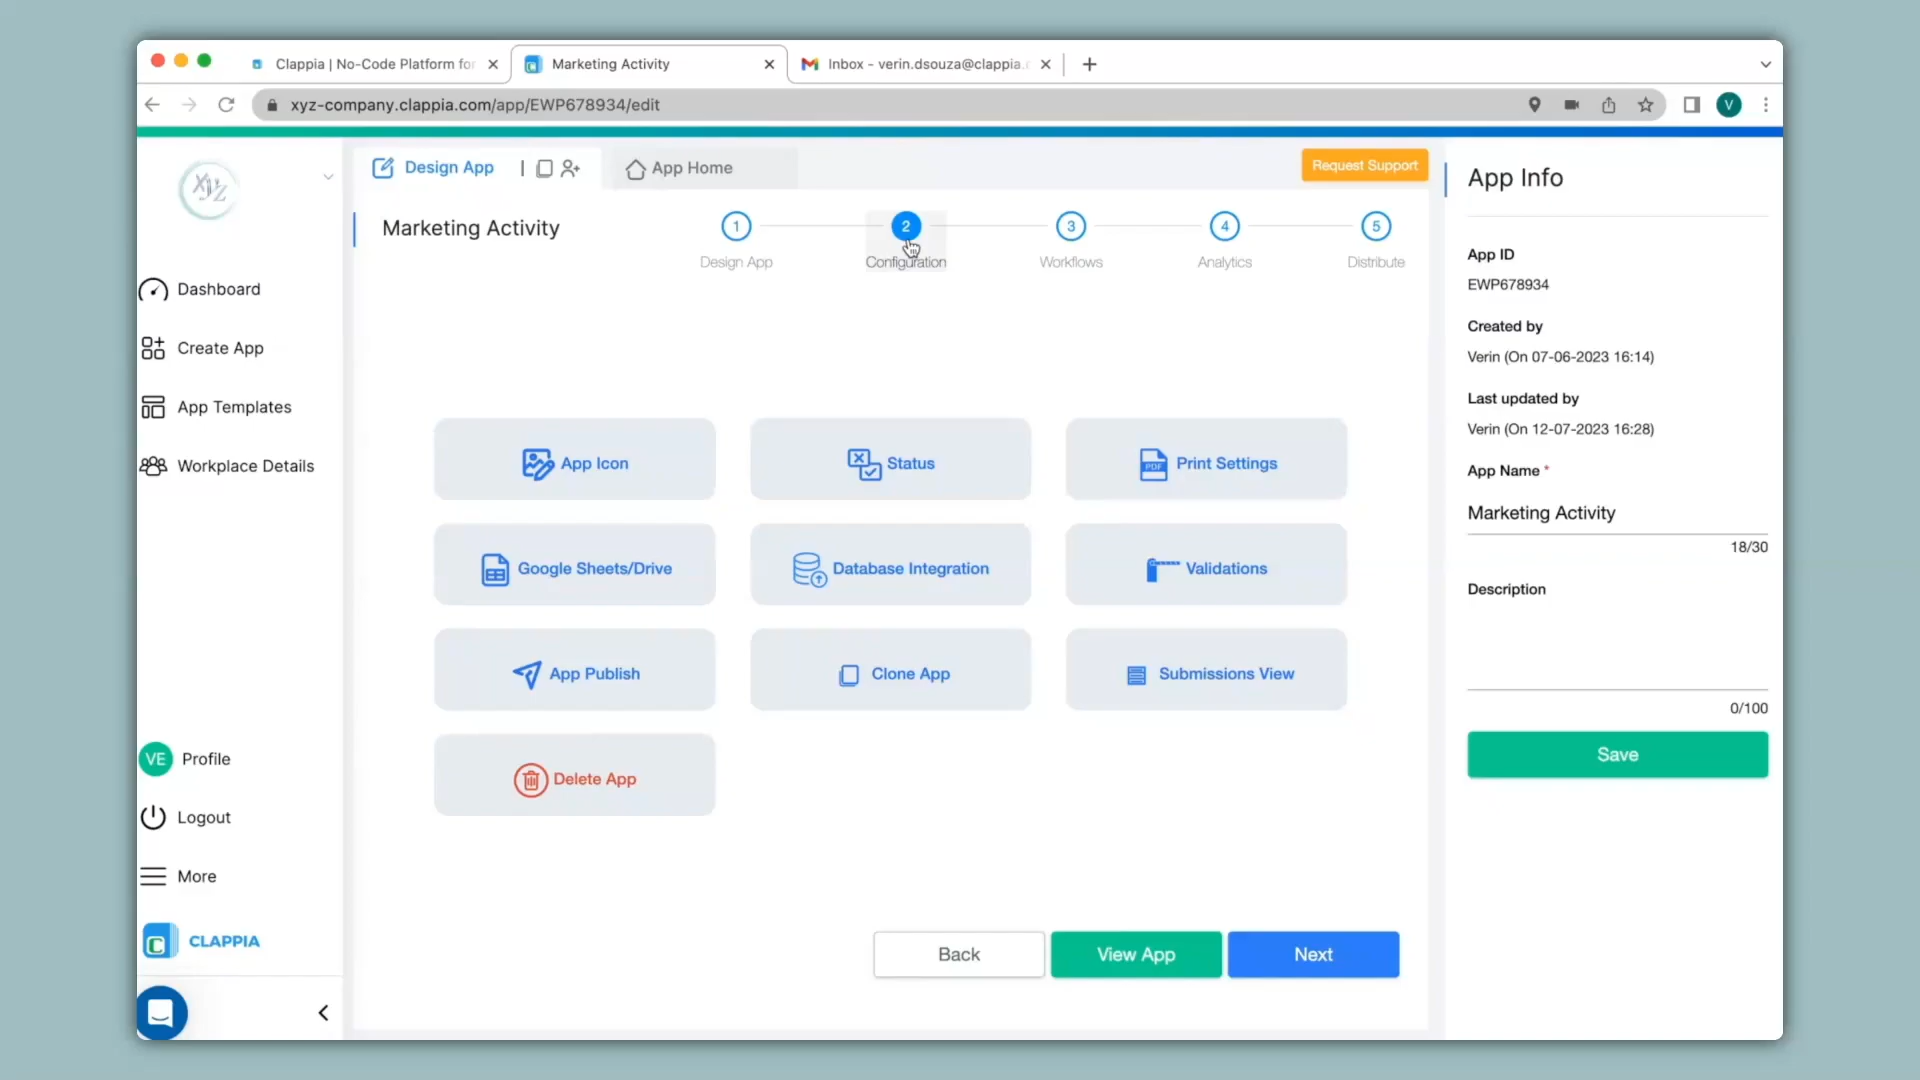 Clappia | No-Code Platform for
Marketing Activity
Inbox - verin.dsouza@clappia.c
xyz-company.clappia.com/app/EWP678934/edit
V
XYZ
Design App
App Home
Request Support
App Info
Marketing Activity
1
2
3
4
5
Design App
Configuration
Workflows
Analytics
Distribute
App ID
EWP678934
Dashboard
Created by
Create App
Verin (On 07-06-2023 16:14)
App Templates
Last updated by
Verin (On 12-07-2023 16:28)
Workplace Details
App Icon
Status
PDF
Print Settings
App Name *
Marketing Activity
18/30
Google Sheets/Drive
Database Integration
Validations
Description
App Publish
Clone App
Submissions View
0/100
VE
Profile
Save
Delete App
Logout
More
C
CLAPPIA
Back
View App
Next